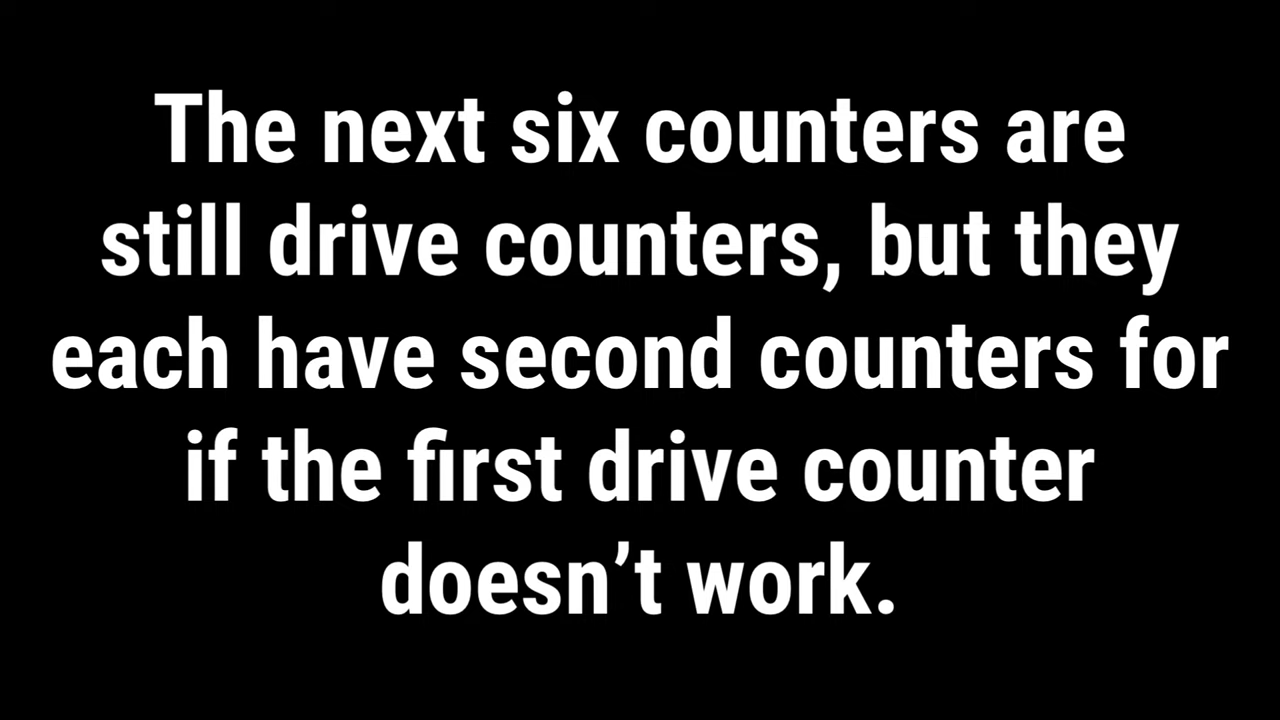 The next six counters are
still drive counters, but they
each have second counters for
if the first drive counter
doesn’t work.